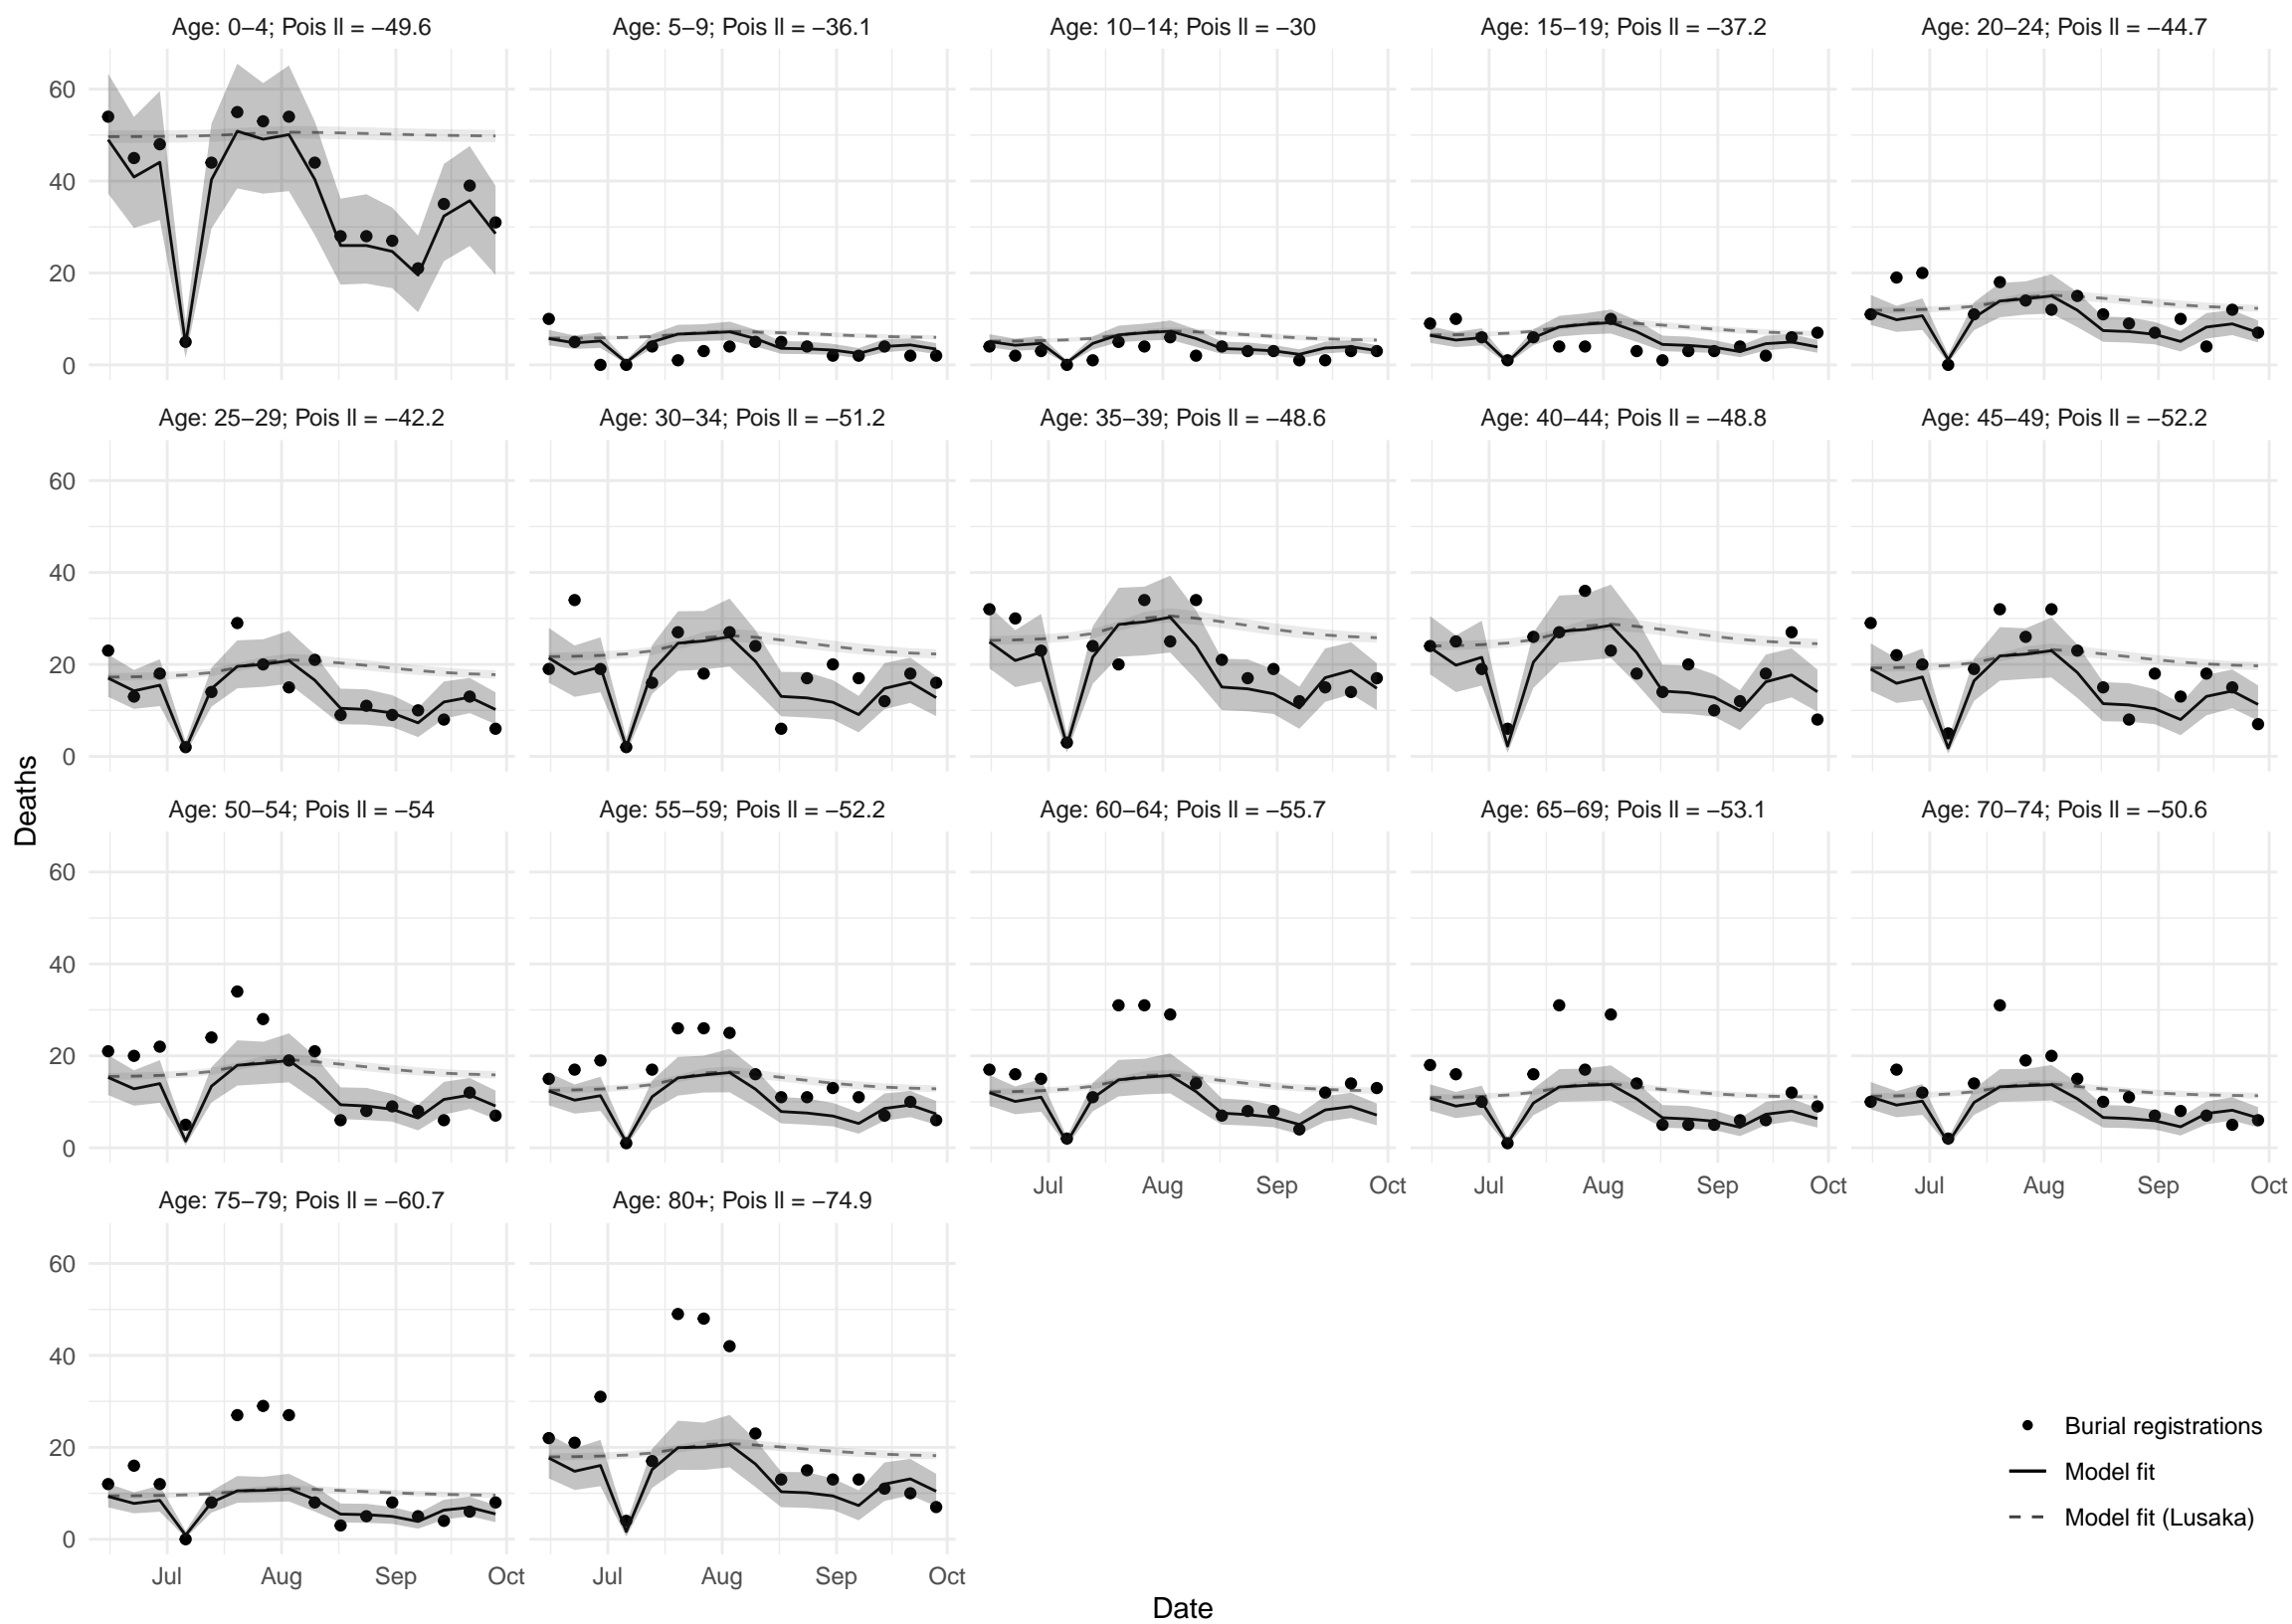 Age: 0–4; Pois ll = −49.6
Age: 5–9; Pois ll = −36.1
Age: 10–14; Pois ll = −30
Age: 15–19; Pois ll = −37.2
Age: 20–24; Pois ll = −44.7
60
40
20
0
Age: 25–29; Pois ll = −42.2
Age: 30–34; Pois ll = −51.2
Age: 35–39; Pois ll = −48.6
Age: 40–44; Pois ll = −48.8
Age: 45–49; Pois ll = −52.2
60
40
20
0
Deaths
Age: 50–54; Pois ll = −54
Age: 55–59; Pois ll = −52.2
Age: 60–64; Pois ll = −55.7
Age: 65–69; Pois ll = −53.1
Age: 70–74; Pois ll = −50.6
60
40
20
0
Jul Aug Sep Oct
Jul Aug Sep Oct
Jul Aug Sep Oct
Age: 75–79; Pois ll = −60.7
Age: 80+; Pois ll = −74.9
60
40
20
0
Jul Aug Sep Oct
Jul Aug Sep Oct
Burial registrations
Model fit
Model fit (Lusaka)
Date